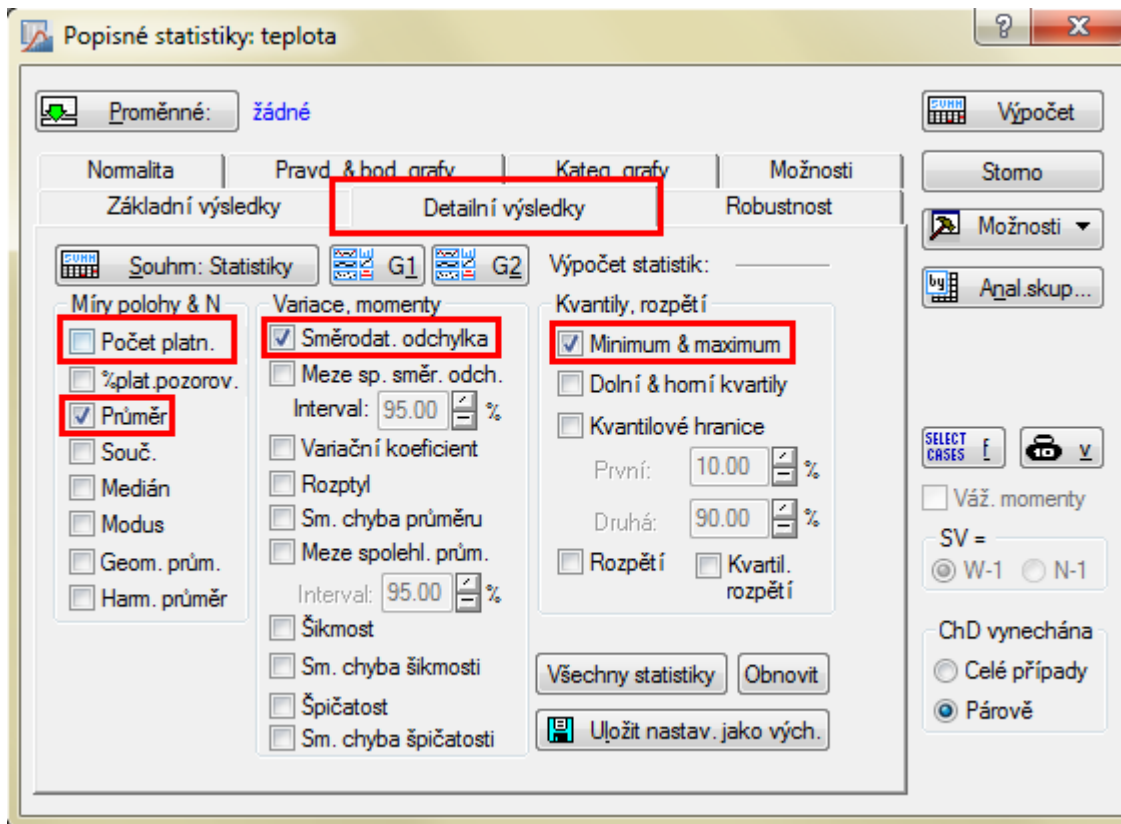 Popisné statistiky: teplota
Proměnné: žádné
Výpočet
Storno
Možnosti
Anal.skup...
Normalita Pravd. & bod. grafy Kateg. grafy Možnosti
Základní výsledky Detailní výsledky Robustnost
Souhrn: Statistiky G1 G2 Výpočet statistik:
Míry polohy & N
Počet platn.
%plat.pozorov.
Průměr
Souč.
Medián
Modus
Geom. prům.
Harm. průměr
Variace, momenty
Směrodat. odchylka
Meze sp. směr. odch.
Interval: 95.00 %
Variační koeficient
Rozptyl
Sm. chyba průměru
Meze spolehl. prům.
Interval: 95.00 %
Šikmost
Sm. chyba šikmosti
Špičatost
Sm. chyba špičatosti
Kvantily, rozpětí
Minimum & maximum
Dolní & horní kvartily
Kvantilové hranice
První: 10.00 %
Druhá: 90.00 %
Rozpětí Kvartil.
rozpětí
Všechny statistiky Obnovit
Uložit nastav. jako vých.
SELECT
CASES f v
Váž. momenty
SV =
W-1 N-1
ChD vynechána
Celé případy
Párově